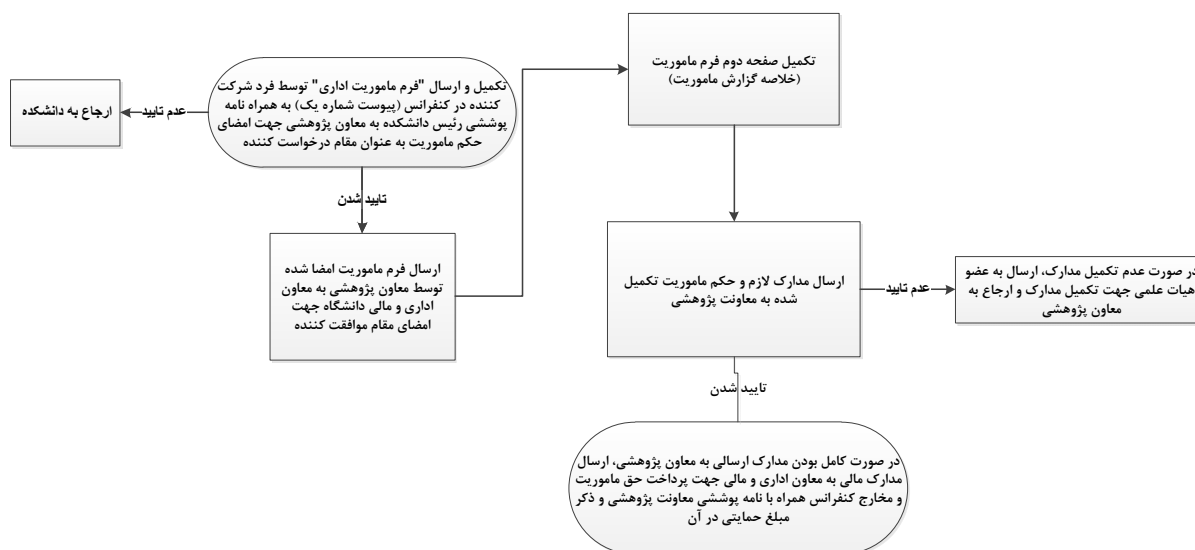 تکمیل و ارسال "فرم ماموریت اداری" توسط فرد شرکت
کننده در کنفرانس (پیوست شماره یک) به همراه نامه
پوششی رئیس دانشکده به معاون پژوهشی جهت امضای
حکم ماموریت به عنوان مقام درخواست کننده
عدم تایید
ارجاع به دانشکده
تایید شدن
ارسال فرم ماموریت امضا شده
توسط معاون پژوهشی به معاون
اداری و مالی دانشگاه جهت
امضای مقام موافقت کننده
تکمیل صفحه دوم فرم ماموریت
(خلاصه گزارش ماموریت)
ارسال مدارک لازم و حکم ماموریت تکمیل
شده به معاونت پژوهشی
عدم تایید
در صورت عدم تکمیل مدارک، ارسال به عضو
هیات علمی جهت تکمیل مدارک و ارجاع به
معاون پژوهشی
تایید شدن
در صورت کامل بودن مدارک ارسالی به معاون پژوهشی، ارسال
مدارک مالی به معاون اداری و مالی جهت پرداخت حق ماموریت
و مخارج کنفرانس همراه با نامه پوششی معاونت پژوهشی و ذکر
مبلغ حمایتی در آن